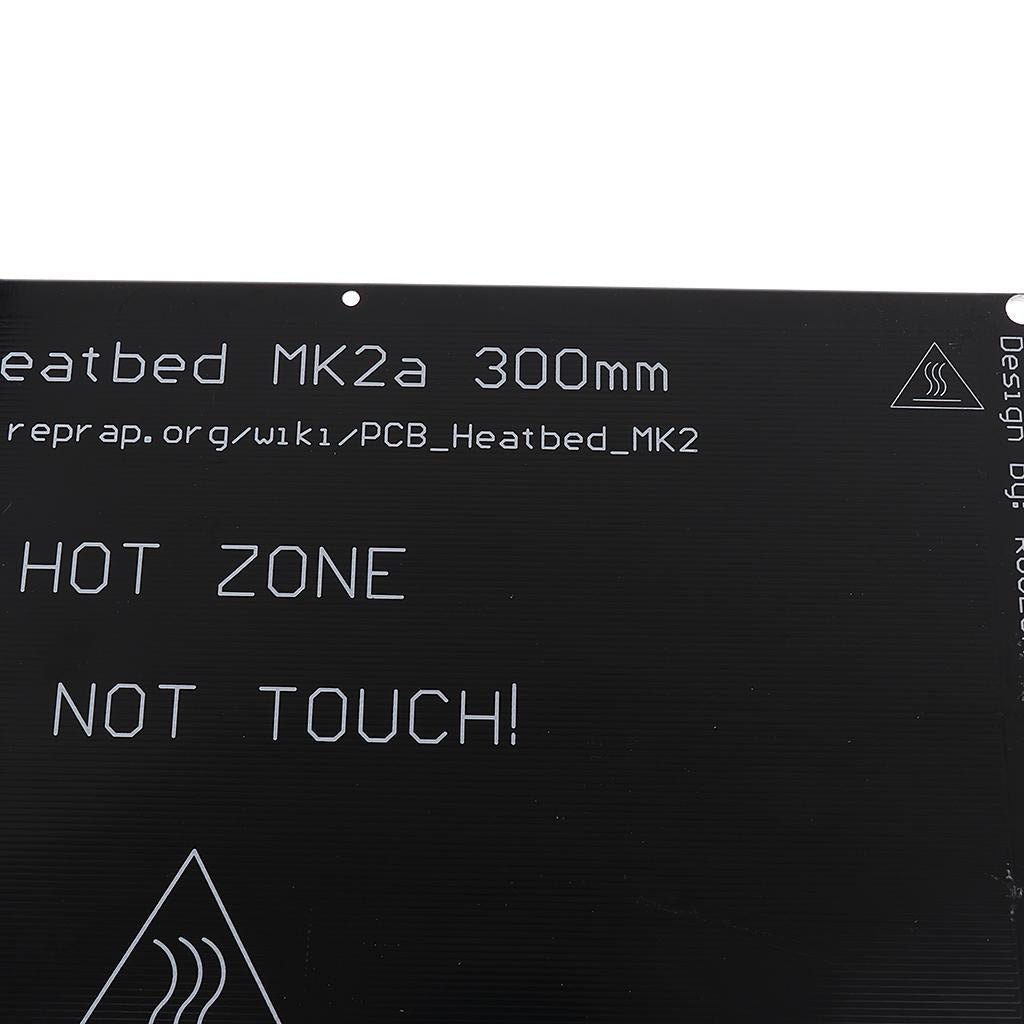 eatbed MK2a 300mm
reprap.org/wiki/PCB_Heatbed_MK2
HOT ZONE
NOT TOUCH!
Design by: